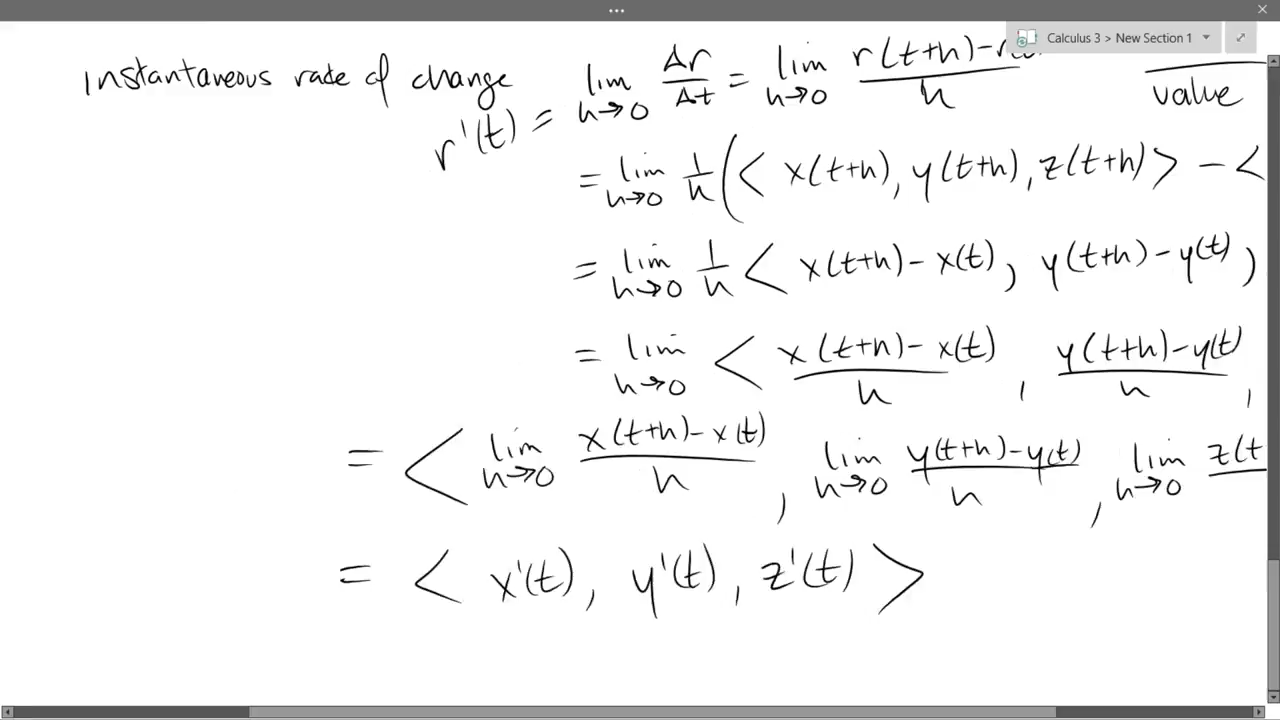 Calculus 3 > New Section 1
instantaneous rate of change
r'(t) = lim h→0 Δr/Δt = lim h→0 r(t+h)-r(
h
value
= lim h→0 1/h (< x(t+h), y(t+h), z(t+h) > - <
= lim h→0 1/h < x(t+h) - x(t), y(t+h) - y(t),
= lim h→0 < x(t+h) - x(t)/h, y(t+h) - y(t)/h,
= < lim h→0 x(t+h) - x(t)/h, lim h→0 y(t+h) - y(t)/h, lim h→0 z(t
= < x'(t), y'(t), z'(t) >